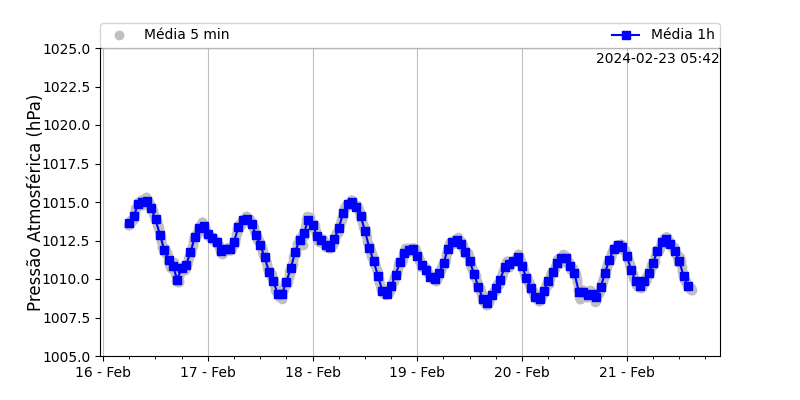 Média 5 min
Média 1h
2024-02-23 05:42
Pressão Atmosférica (hPa)
1025.0
1022.5
1020.0
1017.5
1015.0
1012.5
1010.0
1007.5
1005.0
16 - Feb
17 - Feb
18 - Feb
19 - Feb
20 - Feb
21 - Feb